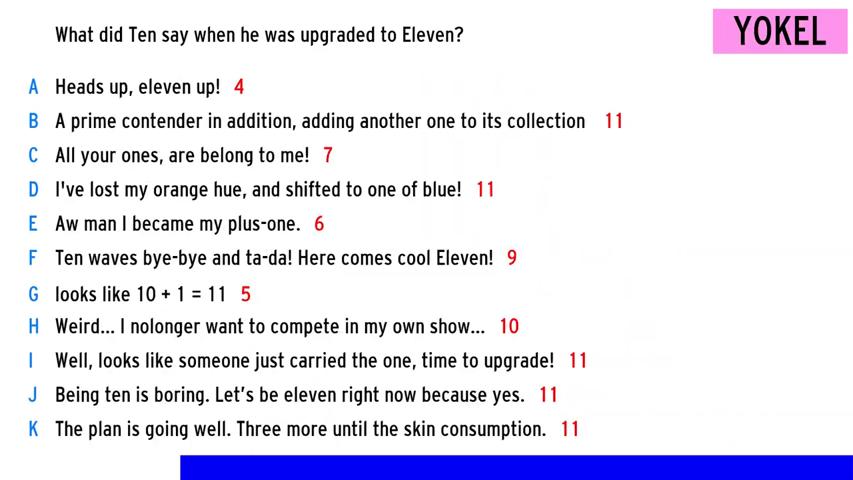 What did Ten say when he was upgraded to Eleven?
YOKEL
A Heads up, eleven up! 4
B A prime contender in addition, adding another one to its collection 11
C All your ones, are belong to me! 7
D I've lost my orange hue, and shifted to one of blue! 11
E Aw man I became my plus-one. 6
F Ten waves bye-bye and ta-da! Here comes cool Eleven! 9
G looks like 10 + 1 = 11 5
H Weird... I nolonger want to compete in my own show... 10
I Well, looks like someone just carried the one, time to upgrade! 11
J Being ten is boring. Let's be eleven right now because yes. 11
K The plan is going well. Three more until the skin consumption. 11